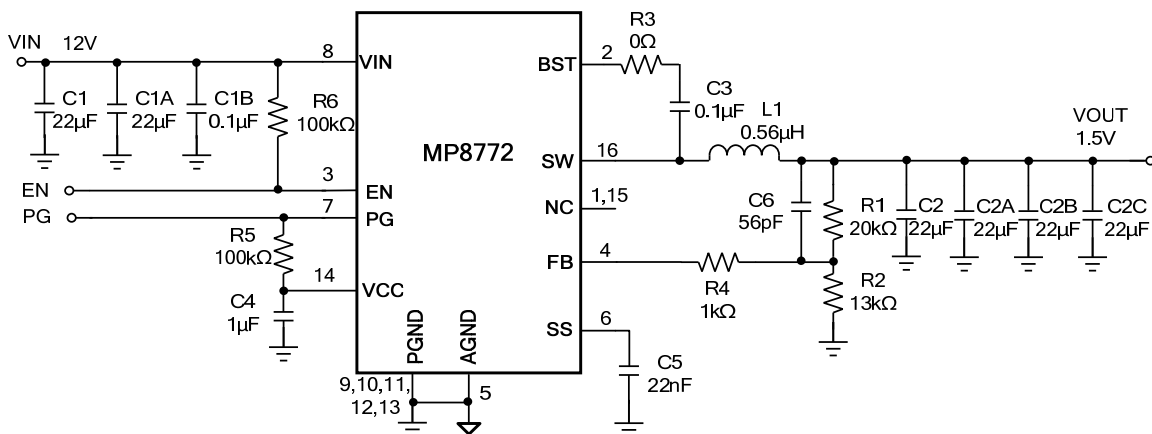 VIN 12V
C1
22µF
C1A
22µF
C1B
0.1µF
R6
100kΩ
EN
PG
R5
100kΩ
C4
1µF
8
3
7
14
VIN
EN
PG
VCC
MP8772
BST
SW
NC
FB
SS
PGND
AGND
9,10,11,
12,13
5
2
16
1,15
4
6
R3
0Ω
C3
0.1µF
L1
0.56µH
C6
56pF
R1
20kΩ
R4
1kΩ
R2
13kΩ
C5
22nF
C2
22µF
C2A
22µF
C2B
22µF
C2C
22µF
VOUT
1.5V